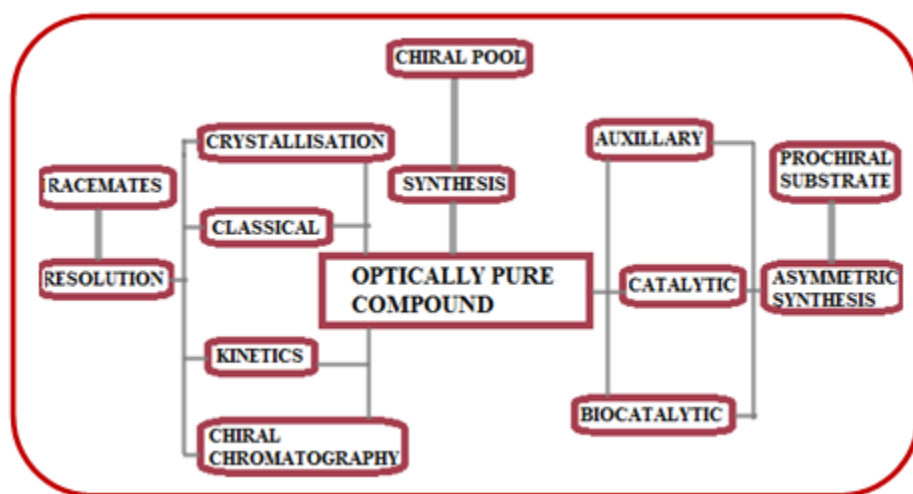 CHIRAL POOL
CRYSTALLISATION
AUXILLARY
RACEMATES
SYNTHESIS
PROCHIRAL
SUBSTRATE
CLASSICAL
RESOLUTION
OPTICALLY PURE
COMPOUND
CATALYTIC
ASYMMETRIC
SYNTHESIS
KINETICS
BIOCATALYTIC
CHIRAL
CHROMATOGRAPHY